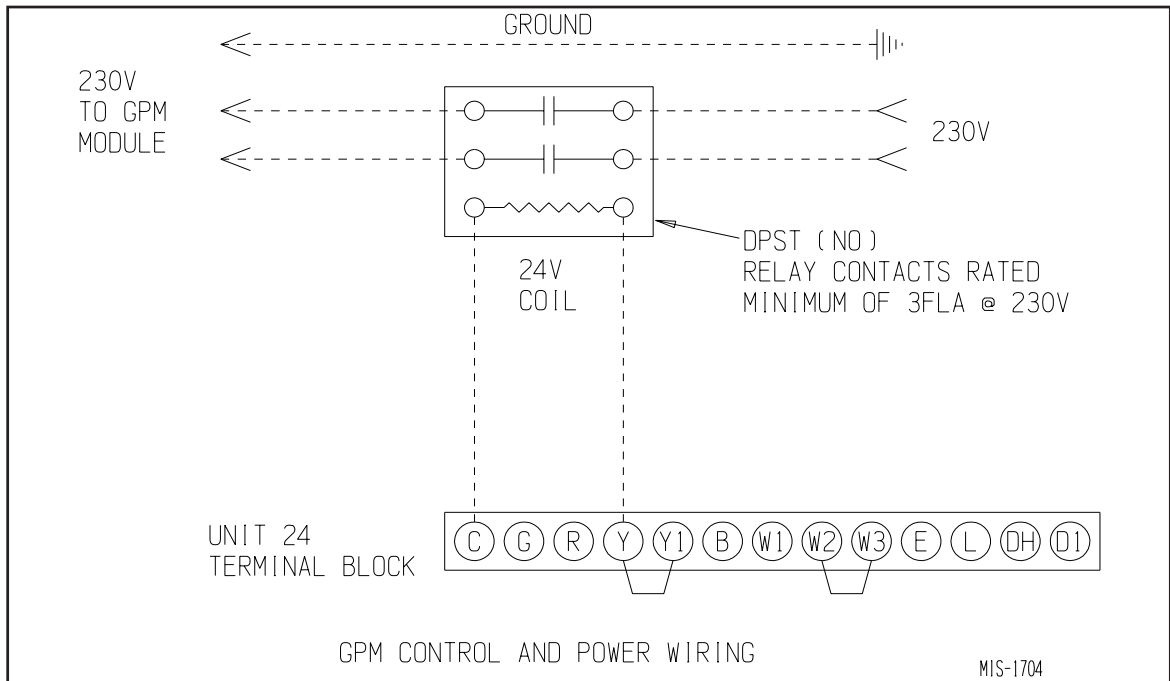 GROUND
230V
TO GPM
MODULE
230V
DPST (NO)
RELAY CONTACTS RATED
MINIMUM OF 3FLA @ 230V
24V
COIL
UNIT 24
TERMINAL BLOCK
C G R Y Y1 B W1 W2 W3 E L DH D1
GPM CONTROL AND POWER WIRING
MIS-1704